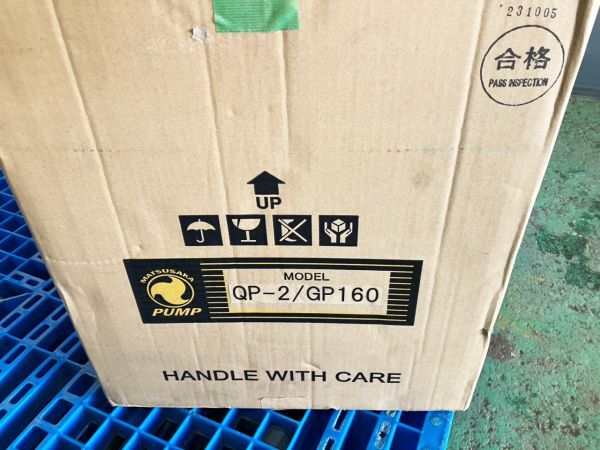 '231005
合格
PASS INSPECTION
UP
MATSUSAKA
PUMP
MODEL
QP-2/GP160
HANDLE WITH CARE